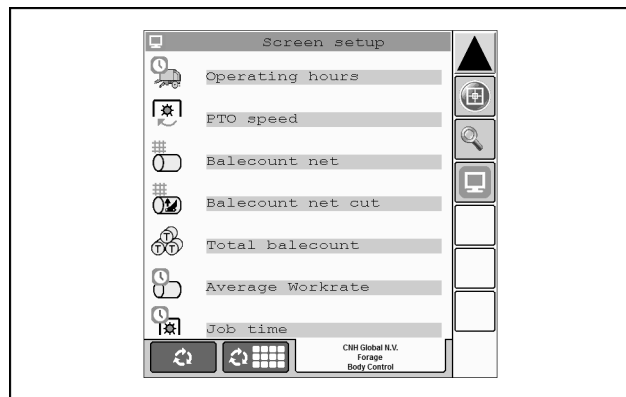 Screen setup
Operating hours
PTO speed
Balecount net
Balecount net cut
T
T T
Total balecount
Average Workrate
Job time
CNH Global N.V.
Forage
Body Control